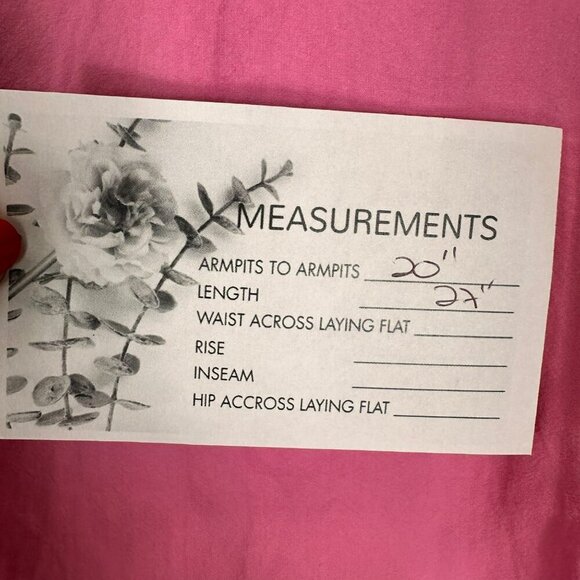 MEASUREMENTS
ARMPITS TO ARMPITS 20"
LENGTH 27"
WAIST ACROSS LAYING FLAT
RISE
INSEAM
HIP ACCROSS LAYING FLAT